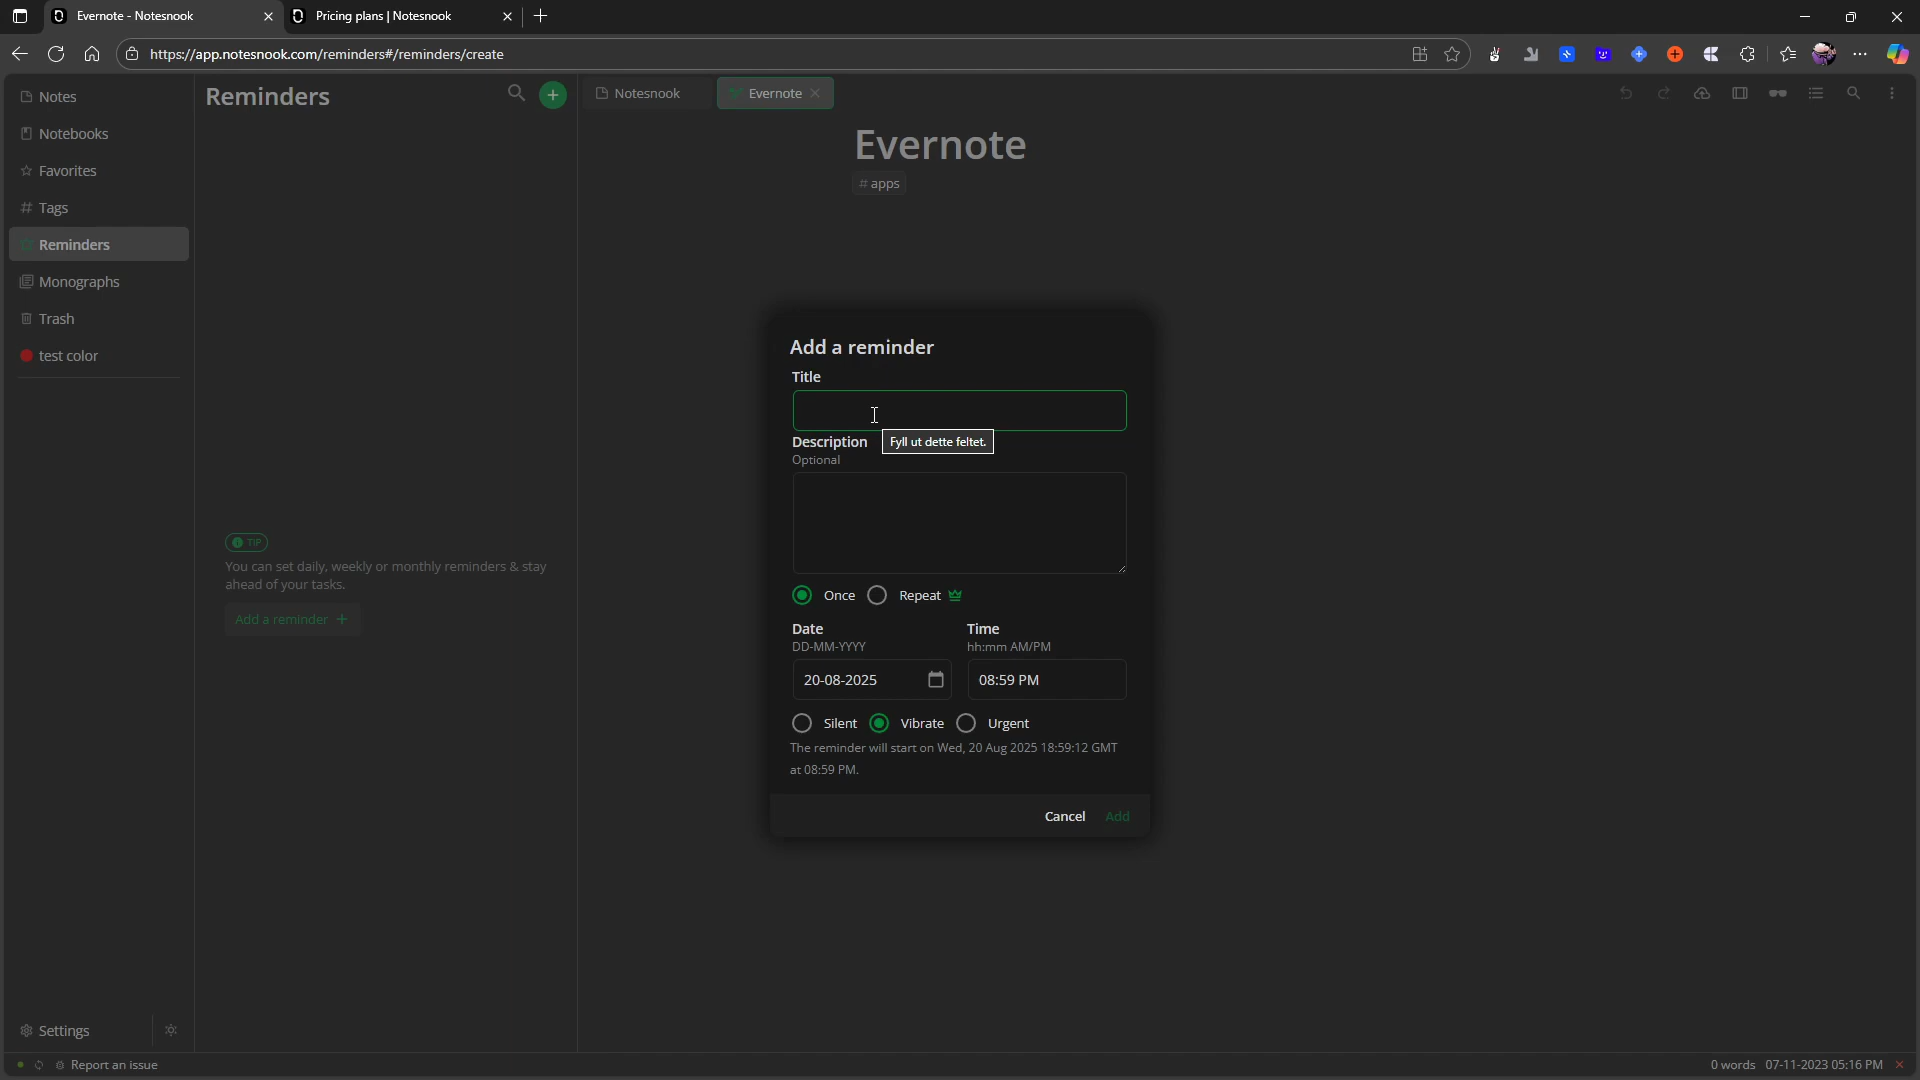 Evernote - Notesnook
Pricing plans | Notesnook
https://app.notesnook.com/reminders#/reminders/create
Notes
Notebooks
Favorites
Tags
Reminders
Monographs
Trash
test color
Reminders
Notesnook
Evernote
Evernote
# apps
TIP
You can set daily, weekly or monthly reminders & stay
ahead of your tasks.
Add a reminder +
Add a reminder
Title
Fyll ut dette feltet.
Description
Optional
Once
Repeat
Date
DD-MM-YYYY
20-08-2025
Time
hh:mm AM/PM
08:59 PM
Silent
Vibrate
Urgent
The reminder will start on Wed, 20 Aug 2025 18:59:12 GMT
at 08:59 PM.
Cancel
Add
Settings
Report an issue
0 words
07-11-2023 05:16 PM